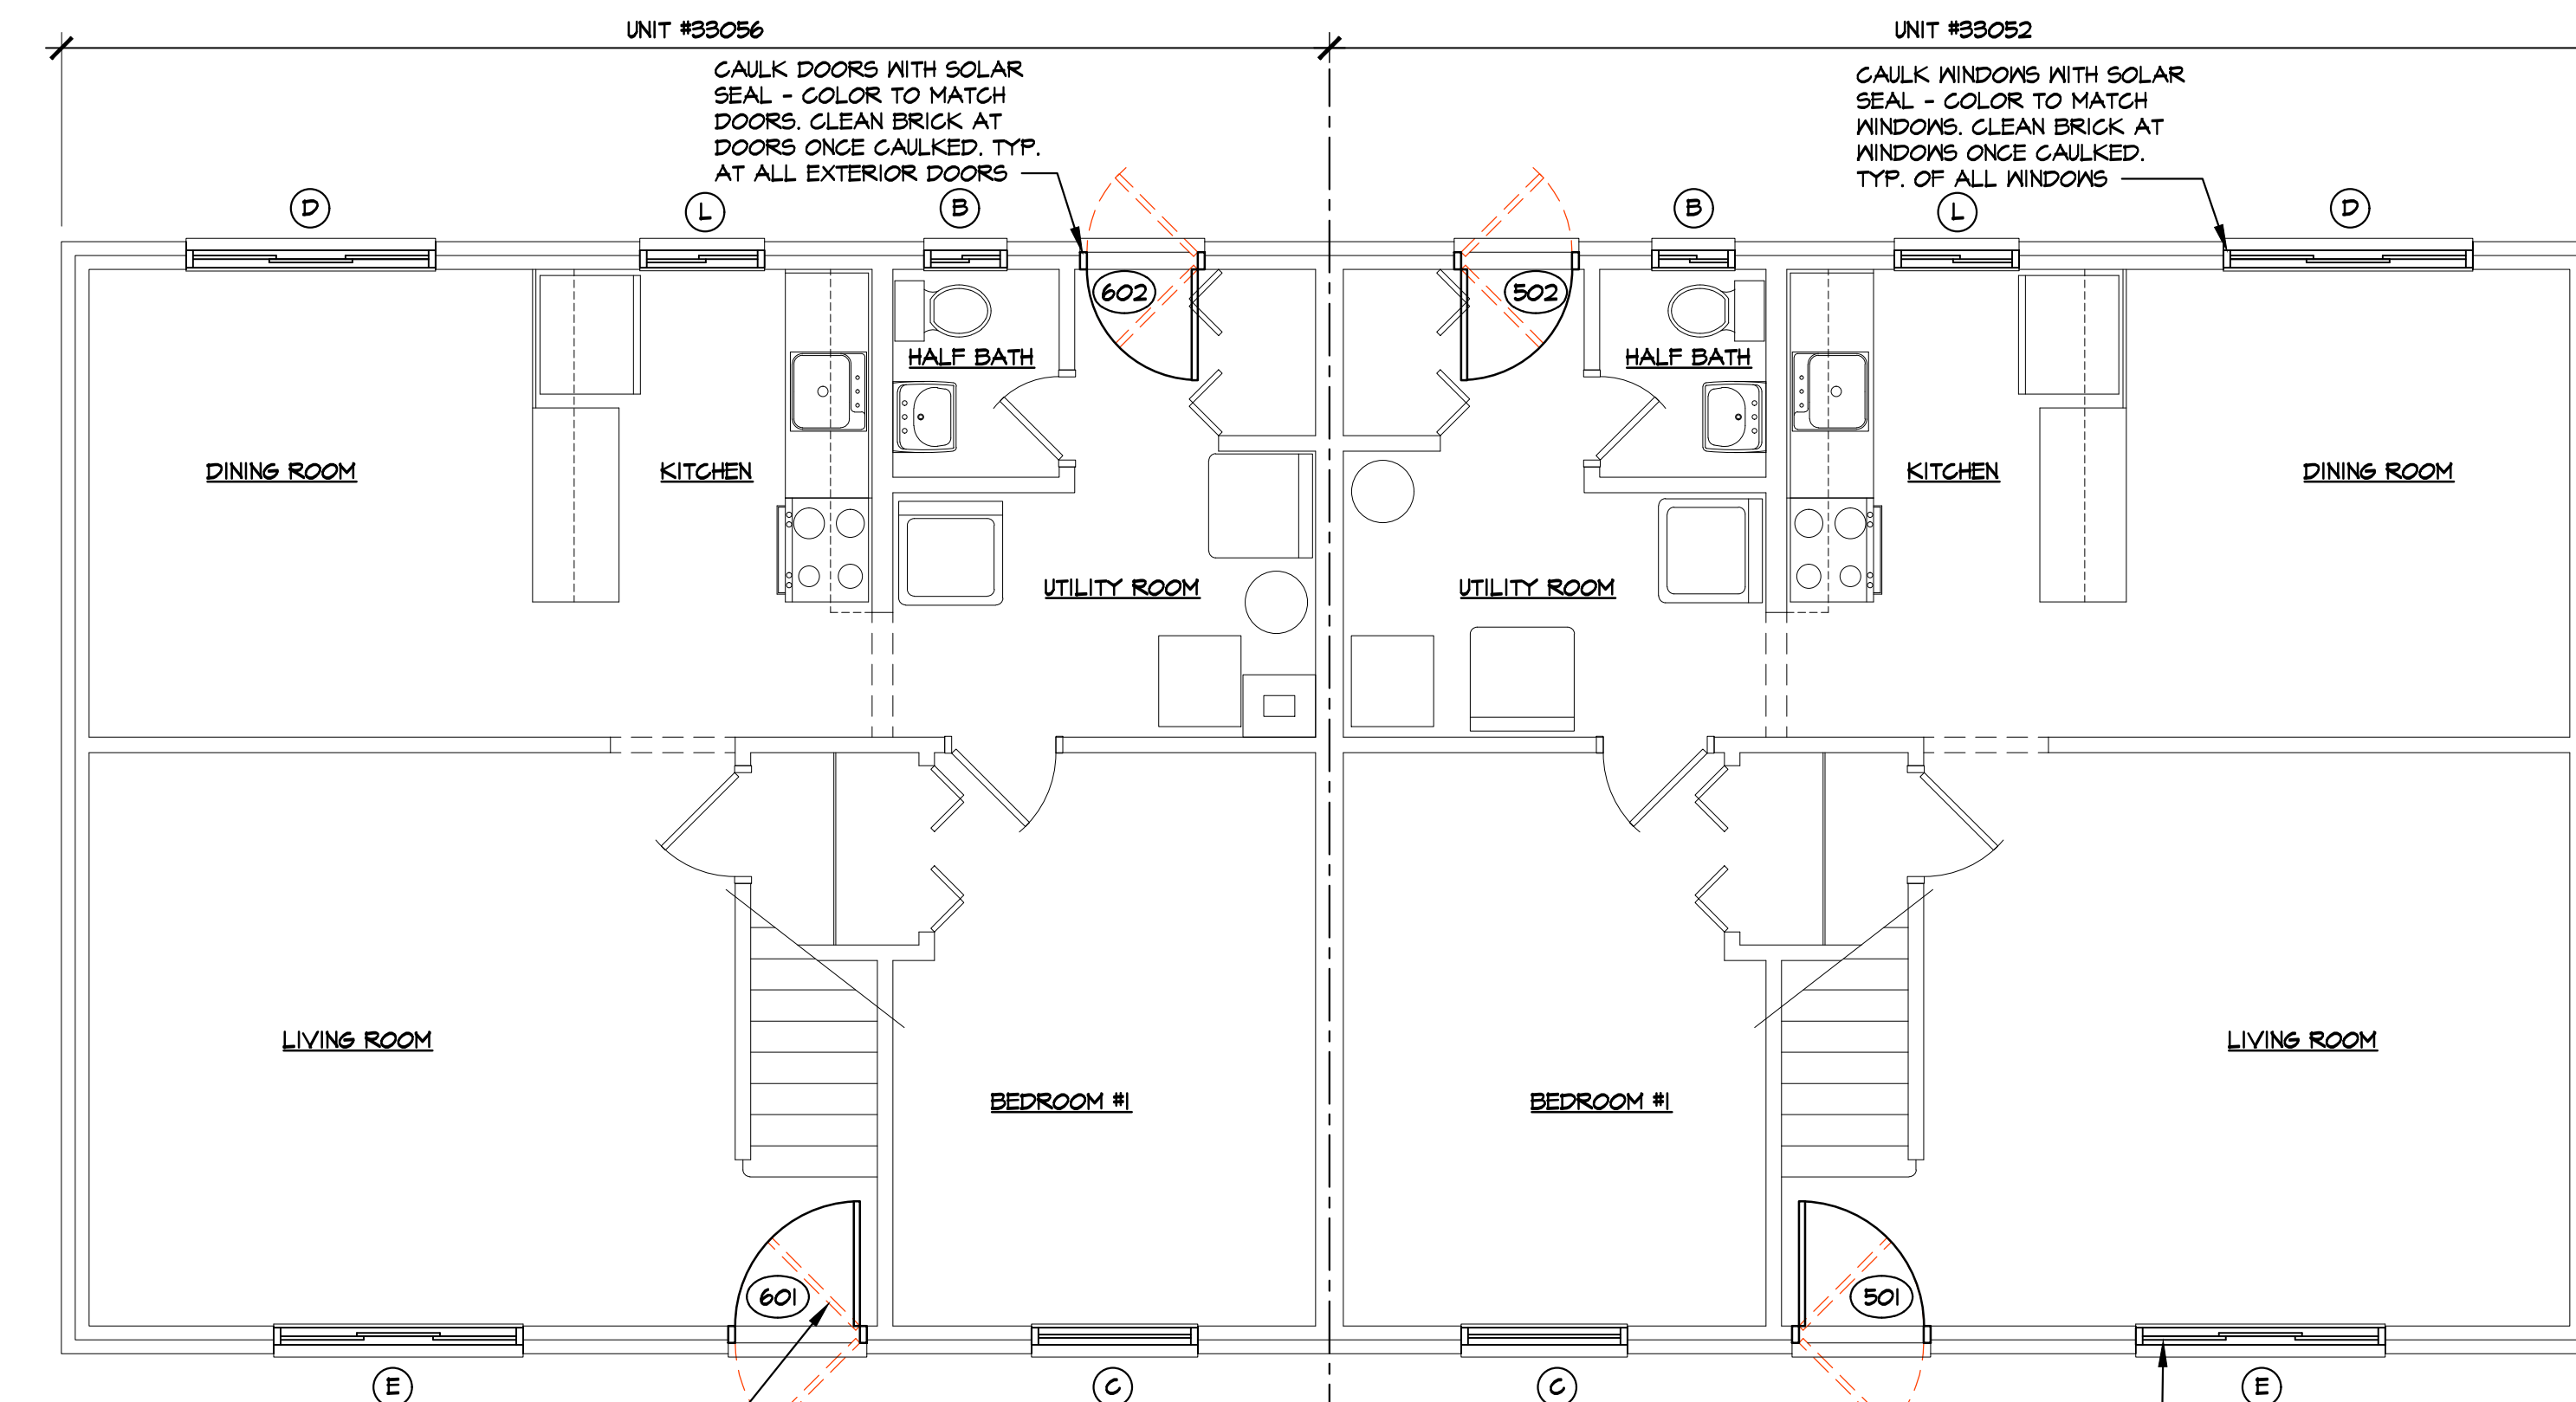 UNIT #33056
UNIT #33052
CAULK DOORS WITH SOLAR
SEAL - COLOR TO MATCH
DOORS. CLEAN BRICK AT
DOORS ONCE CAULKED. TYP.
AT ALL EXTERIOR DOORS
CAULK WINDOWS WITH SOLAR
SEAL - COLOR TO MATCH
WINDOWS. CLEAN BRICK AT
WINDOWS ONCE CAULKED.
TYP. OF ALL WINDOWS
D
L
B
B
L
D
602
502
HALF BATH
HALF BATH
DINING ROOM
KITCHEN
KITCHEN
DINING ROOM
UTILITY ROOM
UTILITY ROOM
LIVING ROOM
LIVING ROOM
BEDROOM #1
BEDROOM #1
601
501
E
C
C
E